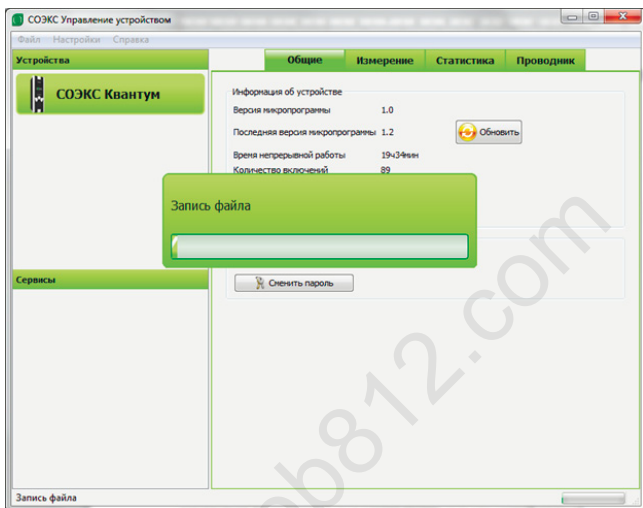 СОЭКС Управление устройством
Файл Настройки Справка
Устройства
Общие Измерение Статистика Проводник
СОЭКС Квантум
Информация об устройстве
Версия микропрограммы 1.0
Последняя версия микропрограммы 1.2 Обновить
Время непрерывной работы 19ч34мин
Количество включений 89
Запись файла
Сервисы
Сменить пароль
Запись файла
ob812.com